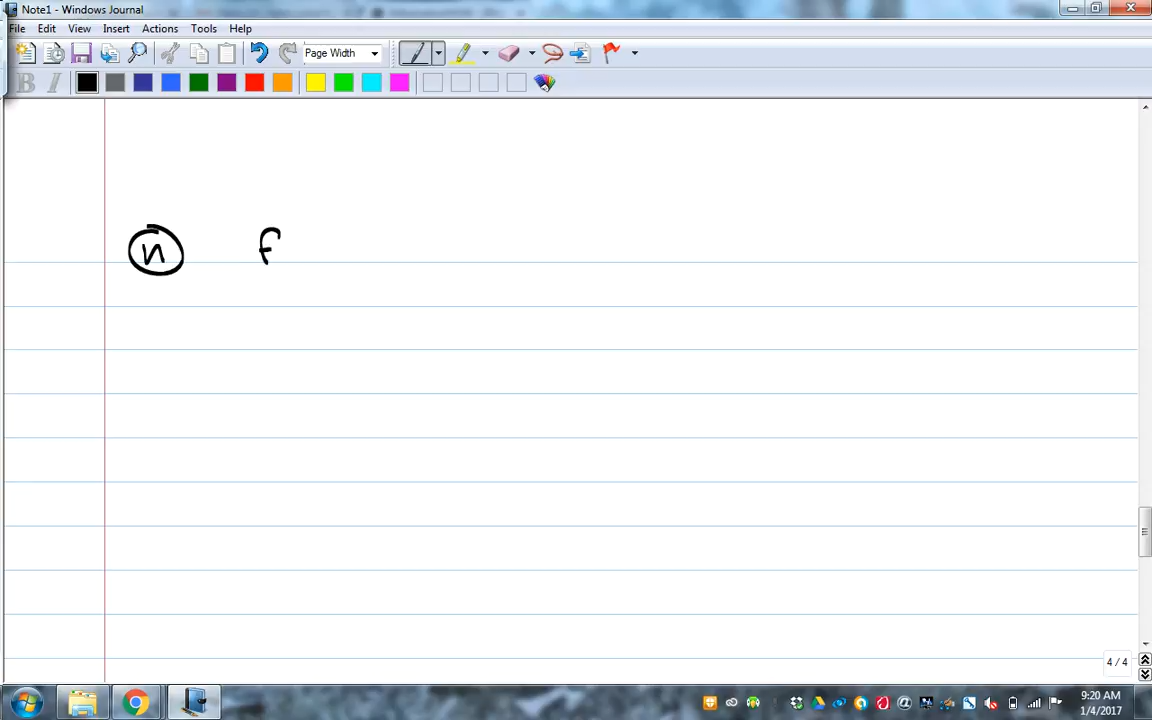 Note1 - Windows Journal
File Edit View Insert Actions Tools Help
Page Width
B I
n f
4 / 4
9:20 AM
1/4/2017